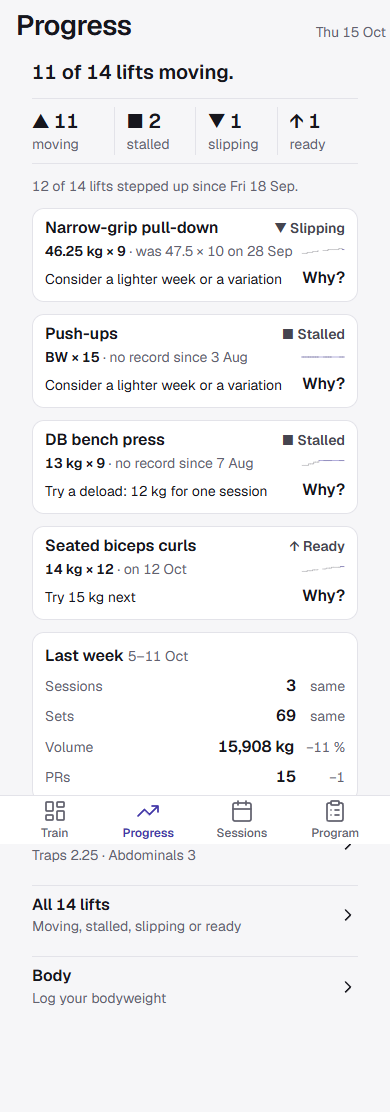 Progress
Thu 15 Oct
11 of 14 lifts moving.
▲ 11
moving
■ 2
stalled
▼ 1
slipping
↑ 1
ready
12 of 14 lifts stepped up since Fri 18 Sep.
Narrow-grip pull-down
▼ Slipping
46.25 kg × 9 · was 47.5 × 10 on 28 Sep
Consider a lighter week or a variation
Why?
Push-ups
■ Stalled
BW × 15 · no record since 3 Aug
Consider a lighter week or a variation
Why?
DB bench press
■ Stalled
13 kg × 9 · no record since 7 Aug
Try a deload: 12 kg for one session
Why?
Seated biceps curls
↑ Ready
14 kg × 12 · on 12 Oct
Try 15 kg next
Why?
Last week 5–11 Oct
Sessions 3 same
Sets 69 same
Volume 15,908 kg −11 %
PRs 15 −1
Train
Progress
Sessions
Program
Traps 2.25 · Abdominals 3
All 14 lifts
Moving, stalled, slipping or ready
Body
Log your bodyweight